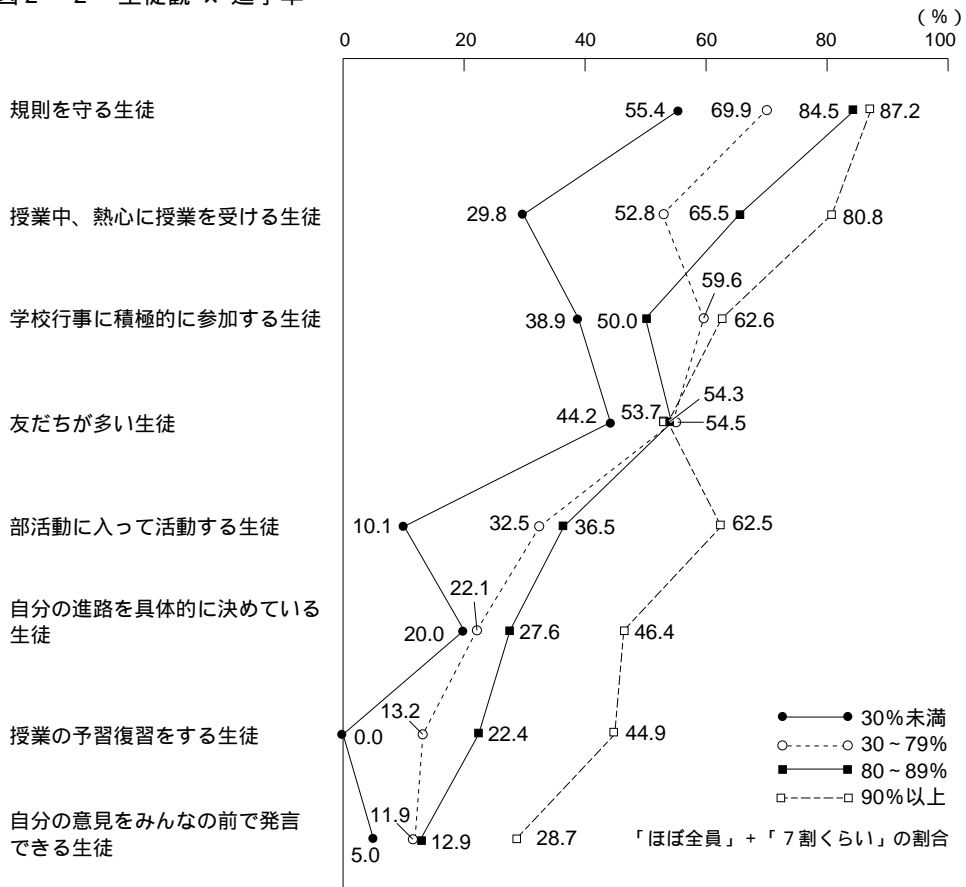 (%)
0 20 40 60 80 100
規則を守る生徒
55.4 69.9 84.5 87.2
授業中、熱心に授業を受ける生徒
29.8 52.8 65.5 80.8
学校行事に積極的に参加する生徒
38.9 50.0 59.6 62.6
友だちが多い生徒
44.2 53.7 54.3 54.5
部活動に入って活動する生徒
10.1 32.5 36.5 62.5
自分の進路を具体的に決めている
生徒
20.0 22.1 27.6 46.4
授業の予習復習をする生徒
0.0 13.2 22.4 44.9
自分の意見をみんなの前で発言
できる生徒
5.0 11.9 12.9 28.7
30%未満
30~79%
80~89%
90%以上
「ほぼ全員」+「7割くらい」の割合